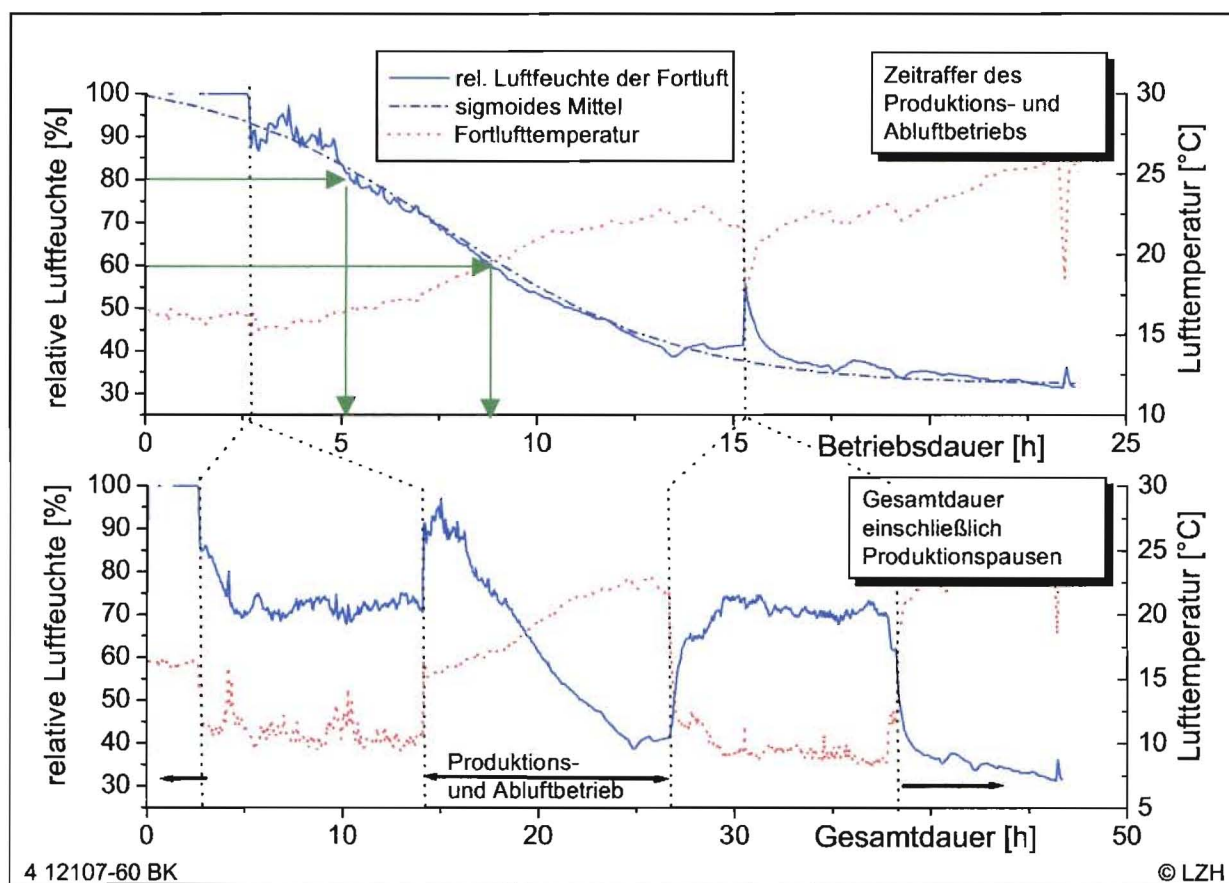 rel. Luftfeuchte der Fortluft
sigmoides Mittel
Fortlufttemperatur
Zeitraffer des
Produktions- und
Abluftbetriebs
relative Luftfeuchte [%]
100
90
80
70
60
50
40
30
30
25
20
15
10
Lufttemperatur [°C]
0
5
10
15
Betriebsdauer [h]
25
Gesamtdauer
einschließlich
Produktionspausen
relative Luftfeuchte [%]
100
90
80
70
60
50
40
30
30
25
20
15
10
5
Lufttemperatur [°C]
Produktions-
und Abluftbetrieb
0
10
20
30
Gesamtdauer [h]
50
4 12107-60 BK
© LZH